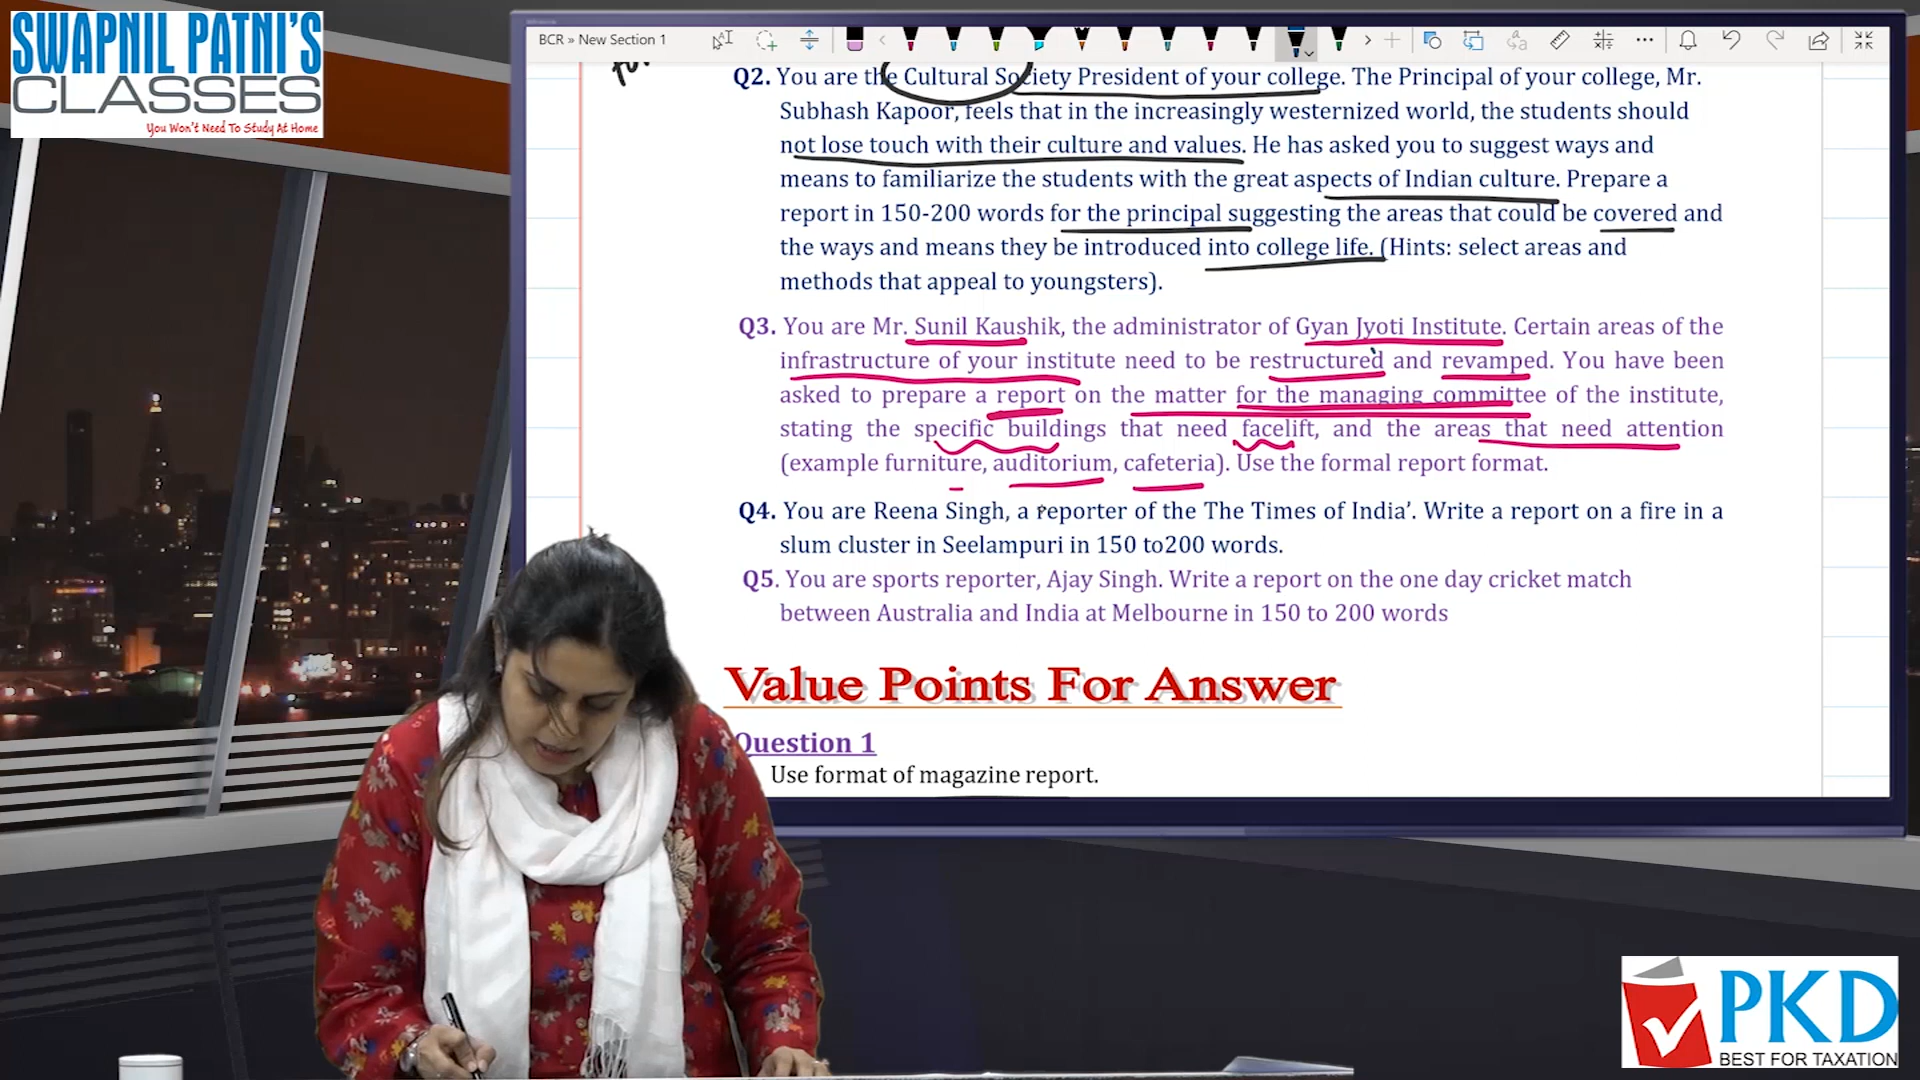 SWAPNIL PATNI'S
CLASSES
You Won't Need To Study At Home
BCR » New Section 1
Q2. You are the Cultural Society President of your college. The Principal of your college, Mr.
Subhash Kapoor, feels that in the increasingly westernized world, the students should
not lose touch with their culture and values. He has asked you to suggest ways and
means to familiarize the students with the great aspects of Indian culture. Prepare a
report in 150-200 words for the principal suggesting the areas that could be covered and
the ways and means they be introduced into college life. (Hints: select areas and
methods that appeal to youngsters).
Q3. You are Mr. Sunil Kaushik, the administrator of Gyan Jyoti Institute. Certain areas of the
infrastructure of your institute need to be restructured and revamped. You have been
asked to prepare a report on the matter for the managing committee of the institute,
stating the specific buildings that need facelift, and the areas that need attention
(example furniture, auditorium, cafeteria). Use the formal report format.
Q4. You are Reena Singh, a reporter of the The Times of India’. Write a report on a fire in a
slum cluster in Seelampuri in 150 to200 words.
Q5. You are sports reporter, Ajay Singh. Write a report on the one day cricket match
between Australia and India at Melbourne in 150 to 200 words
Value Points For Answer
Question 1
Use format of magazine report.
PKD
BEST FOR TAXATION